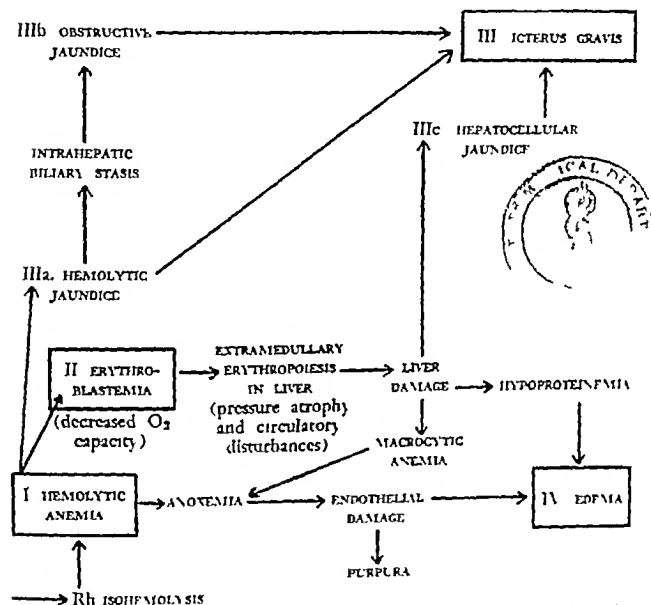 IIIb OBSTRUCTIVE
JAUNDICE
III ICTERUS GRAVIS
IIIc HEPATOCELLULAR
JAUNDICE
INTRAHEPATIC
BILIARY STASIS
ICAL DEPART
IIIa. HEMOLYTIC
JAUNDICE
II ERYTHRO-
BLASTEMIA
(decreased O₂
capacity)
EXTRAMEDULLARY
ERYTHROPOIESIS
IN LIVER
(pressure atrophy
and circulatory
disturbances)
LIVER
DAMAGE
HYPOPROTEINEMIA
MACROCYTIC
ANEMIA
I HEMOLYTIC
ANEMIA
ANOXEMIA
ENDOTHELIAL
DAMAGE
IV EDEMA
PURPURA
Rh ISOHEMOLYSIS